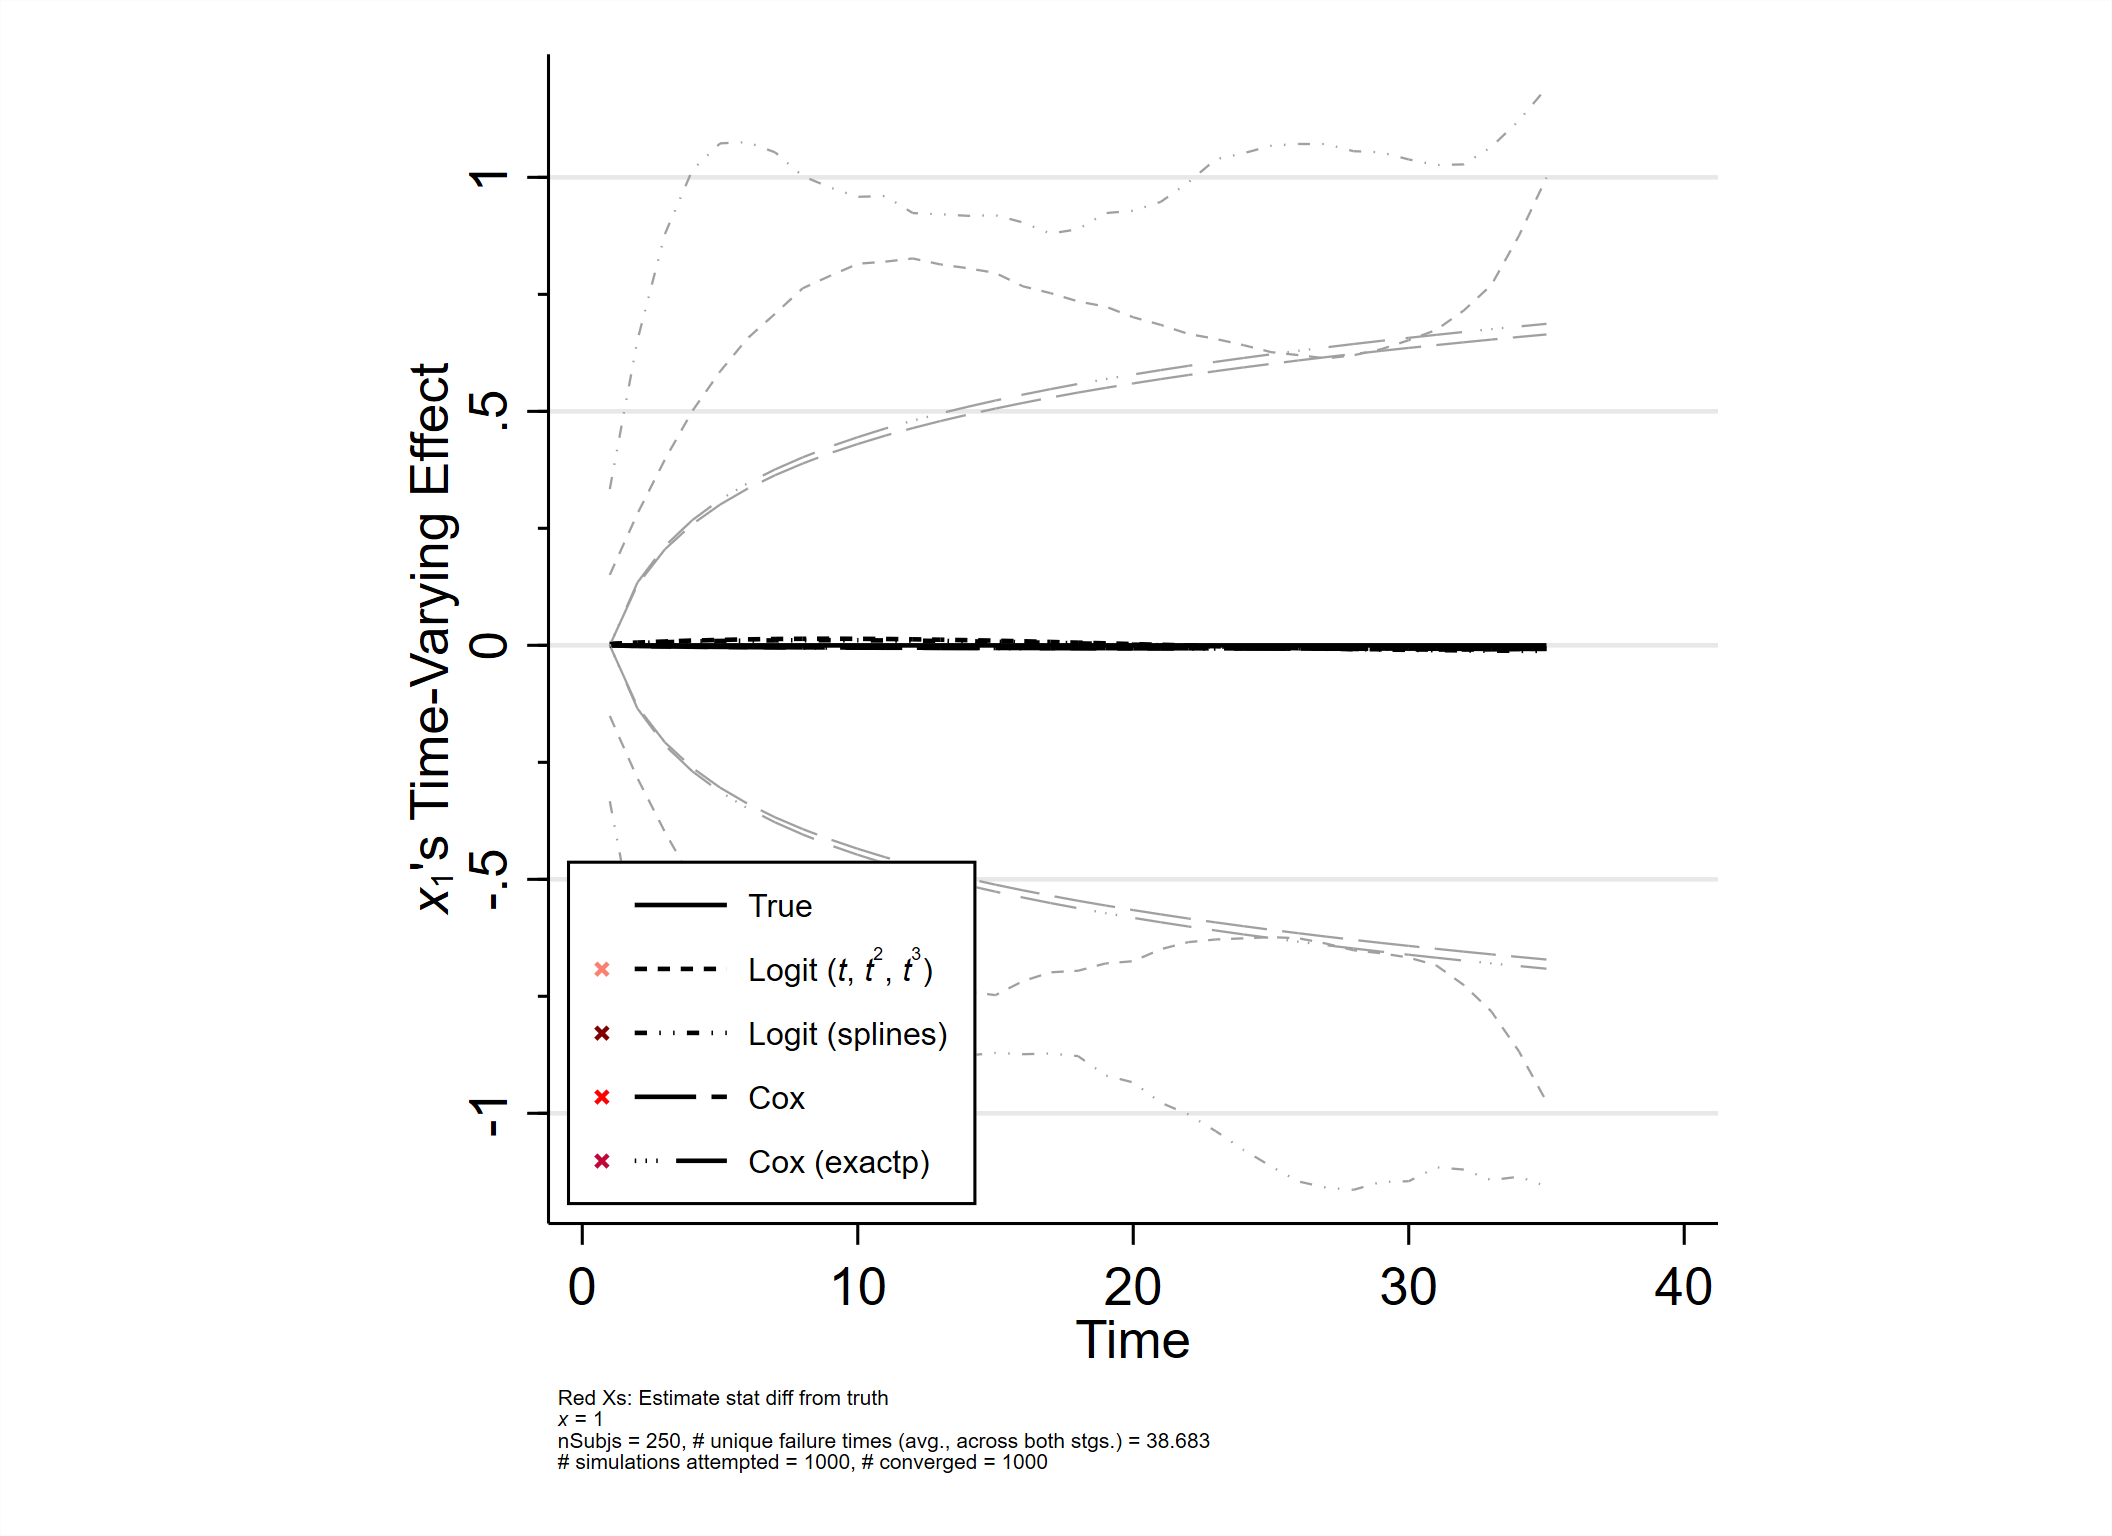 x₁'s Time-Varying Effect
1
.5
0
-.5
-1
True
Logit (t, t², t³)
Logit (splines)
Cox
Cox (exactp)
0 10 20 30 40
Time
Red Xs: Estimate stat diff from truth
x = 1
nSubjs = 250, # unique failure times (avg., across both stgs.) = 38.683
# simulations attempted = 1000, # converged = 1000